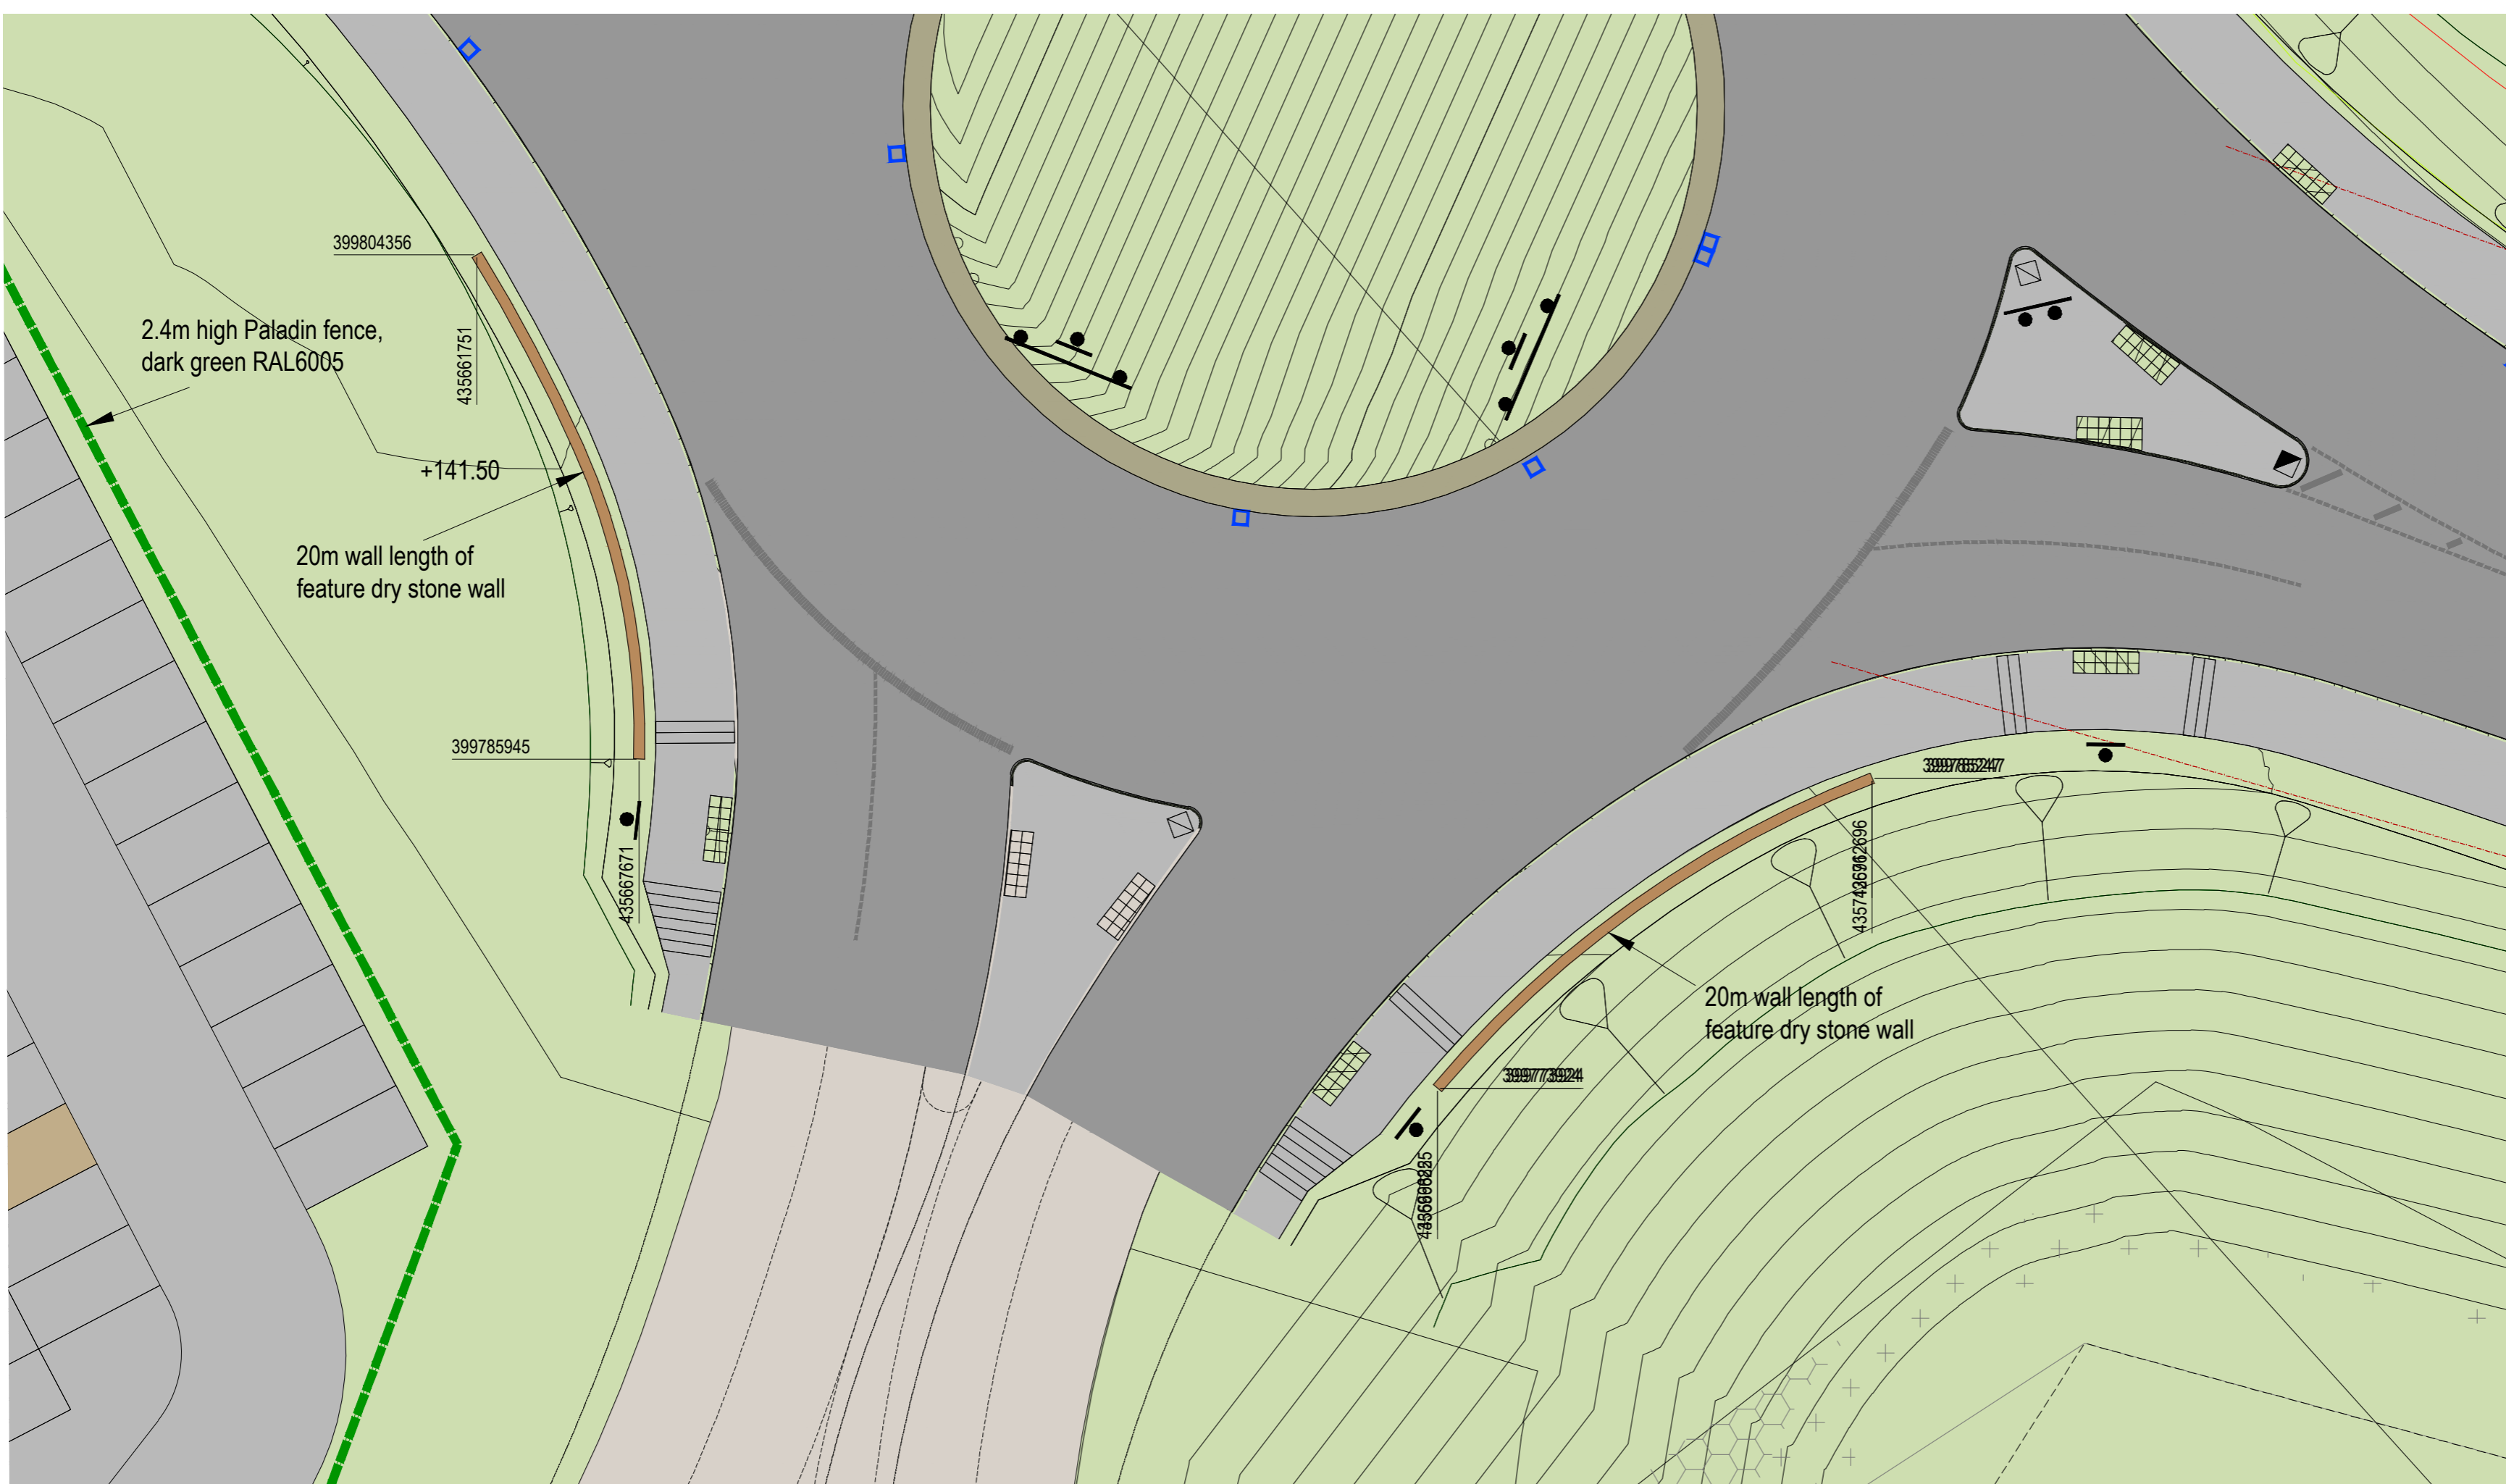 399804356
435661751
2.4m high Paladin fence,
dark green RAL6005
+141.50
20m wall length of
feature dry stone wall
399785945
435667671
20m wall length of
feature dry stone wall